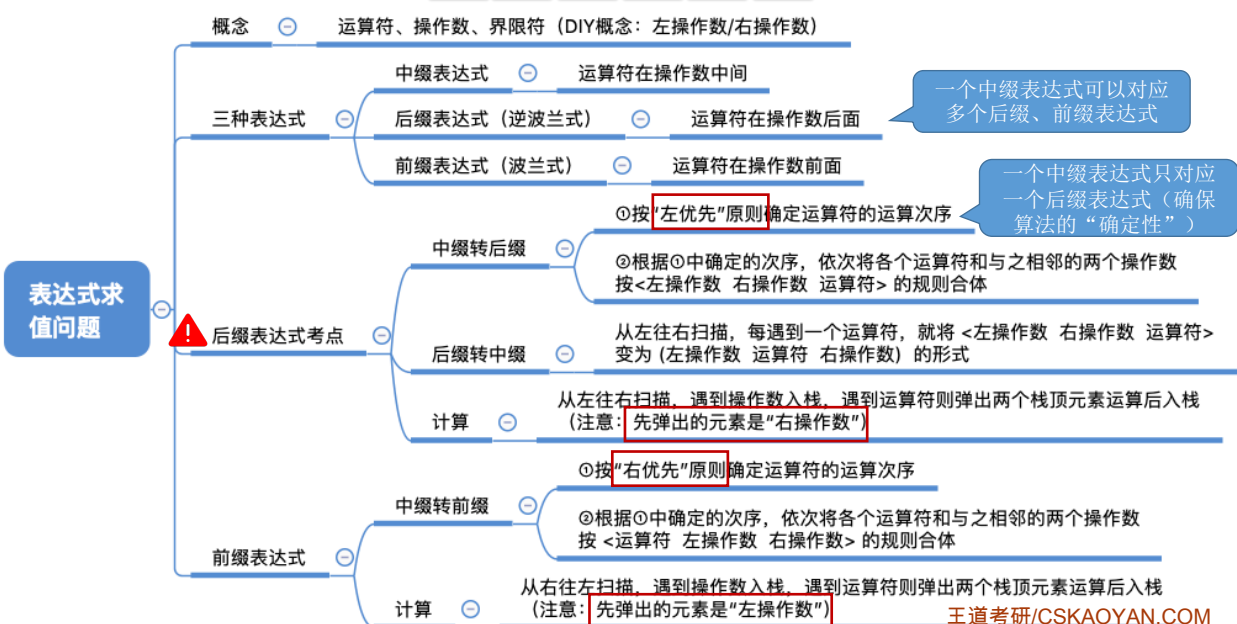 概念
运算符、操作数、界限符（DIY概念：左操作数/右操作数）
中缀表达式
运算符在操作数中间
三种表达式
后缀表达式（逆波兰式）
运算符在操作数后面
一个中缀表达式可以对应
多个后缀、前缀表达式
前缀表达式（波兰式）
运算符在操作数前面
一个中缀表达式只对应
一个后缀表达式（确保
算法的“确定性”）
①按“左优先”原则确定运算符的运算次序
中缀转后缀
②根据①中确定的次序，依次将各个运算符和与之相邻的两个操作数
按<左操作数 右操作数 运算符> 的规则合体
表达式求
值问题
后缀表达式考点
后缀转中缀
从左往右扫描，每遇到一个运算符，就将 <左操作数 右操作数 运算符>
变为 (左操作数 运算符 右操作数) 的形式
计算
从左往右扫描，遇到操作数入栈，遇到运算符则弹出两个栈顶元素运算后入栈
（注意：先弹出的元素是“右操作数”）
①按“右优先”原则确定运算符的运算次序
中缀转前缀
②根据①中确定的次序，依次将各个运算符和与之相邻的两个操作数
按 <运算符 左操作数 右操作数> 的规则合体
前缀表达式
计算
从右往左扫描，遇到操作数入栈，遇到运算符则弹出两个栈顶元素运算后入栈
（注意：先弹出的元素是“左操作数”）
王道考研/CSKAOYAN.COM